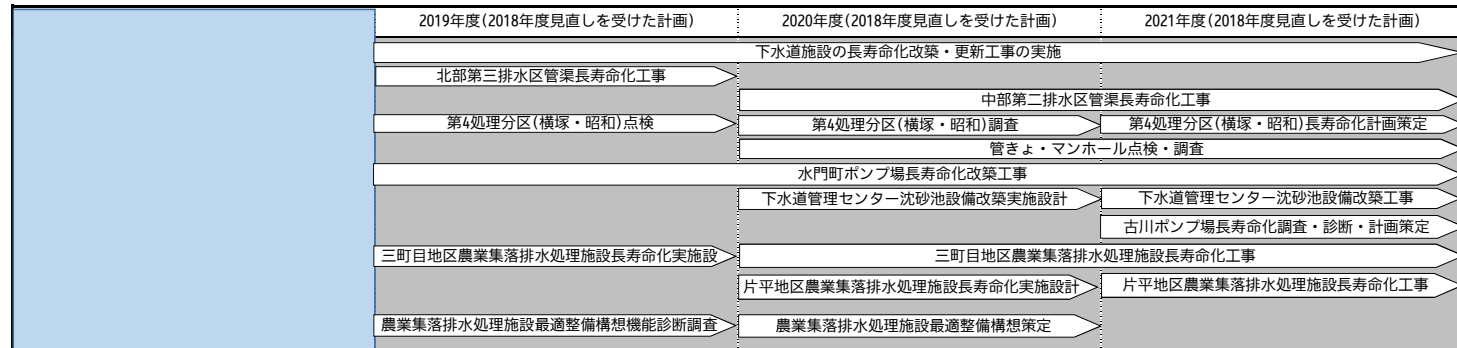 2019年度(2018年度見直しを受けた計画) 2020年度(2018年度見直しを受けた計画) 2021年度(2018年度見直しを受けた計画)
下水道施設の長寿命化改築・更新工事の実施
北部第三排水区管渠長寿命化工事
中部第二排水区管渠長寿命化工事
第4処理分区(横塚・昭和)点検 第4処理分区(横塚・昭和)調査 第4処理分区(横塚・昭和)長寿命化計画策定
管きょ・マンホール点検・調査
水門町ポンプ場長寿命化改築工事
下水道管理センター沈砂池設備改築実施設計 下水道管理センター沈砂池設備改築工事
古川ポンプ場長寿命化調査・診断・計画策定
三町目地区農業集落排水処理施設長寿命化実施設 三町目地区農業集落排水処理施設長寿命化工事
片平地区農業集落排水処理施設長寿命化実施設計 片平地区農業集落排水処理施設長寿命化工事
農業集落排水処理施設最適整備構想機能診断調査 農業集落排水処理施設最適整備構想策定